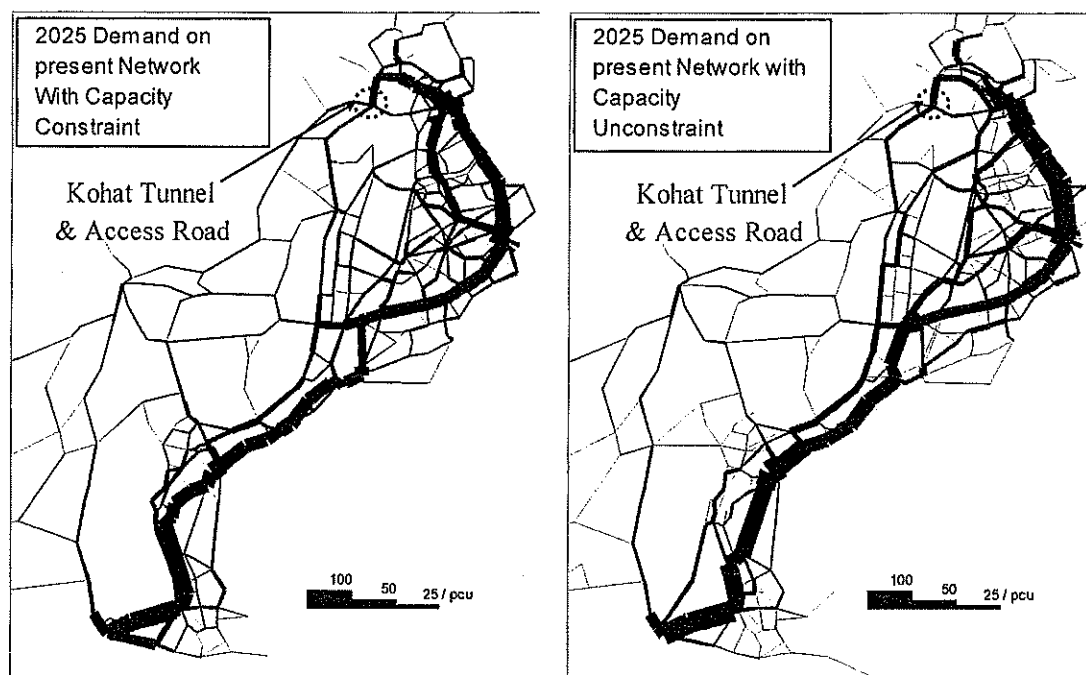 2025 Demand on
present Network
With Capacity
Constraint
Kohat Tunnel
& Access Road
100
50
25 / pcu
2025 Demand on
present Network with
Capacity
Unconstraint
Kohat Tunnel
& Access Road
100
50
25 / pcu